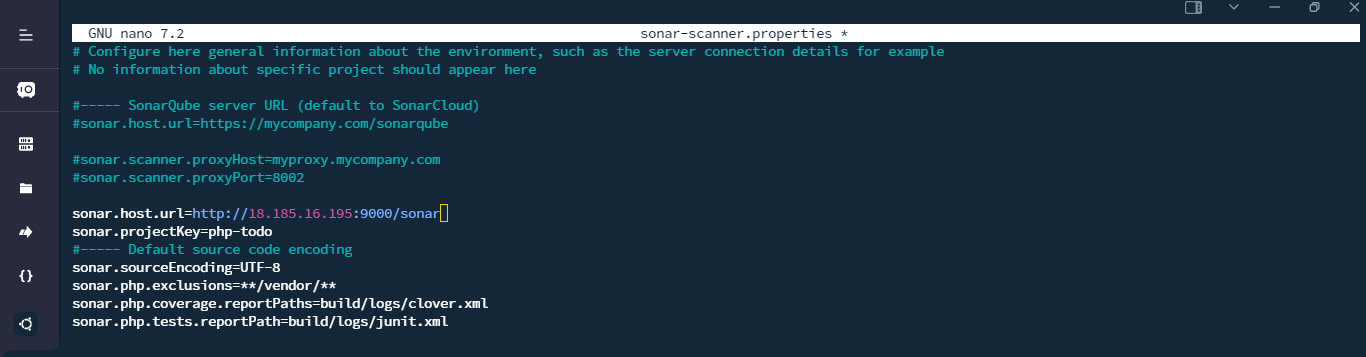 GNU nano 7.2 sonar-scanner.properties *
# Configure here general information about the environment, such as the server connection details for example
# No information about specific project should appear here
#----- SonarQube server URL (default to SonarCloud)
#sonar.host.url=https://mycompany.com/sonarqube
#sonar.scanner.proxyHost=myproxy.mycompany.com
#sonar.scanner.proxyPort=8002
sonar.host.url=http://18.185.16.195:9000/sonar
sonar.projectKey=php-todo
#----- Default source code encoding
sonar.sourceEncoding=UTF-8
sonar.php.exclusions=**/vendor/**
sonar.php.coverage.reportPaths=build/logs/clover.xml
sonar.php.tests.reportPath=build/logs/junit.xml